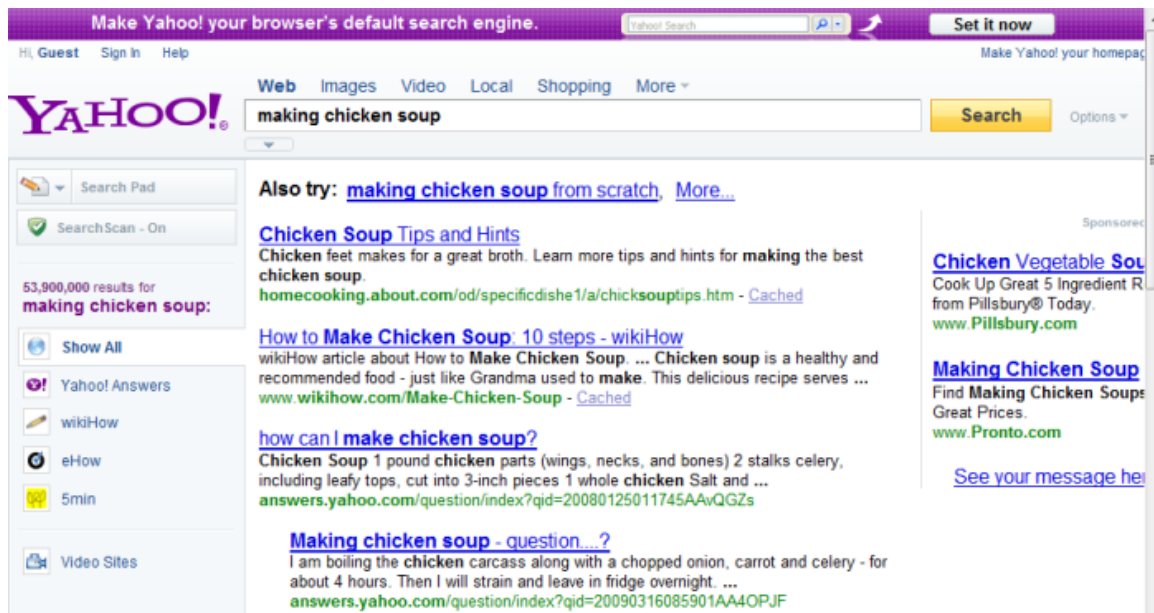 Make Yahoo! your browser's default search engine.
Yahoo! Search
Set it now
Hi, Guest Sign In Help
Make Yahoo! your homepag
Web Images Video Local Shopping More
YAHOO!
making chicken soup
Search
Options
Search Pad
SearchScan - On
53,900,000 results for
making chicken soup:
Show All
Yahoo! Answers
wikiHow
eHow
5min
Video Sites
Also try: making chicken soup from scratch, More...
Chicken Soup Tips and Hints
Chicken feet makes for a great broth. Learn more tips and hints for making the best
chicken soup.
homecooking.about.com/od/specificdishe1/a/chicksouptips.htm - Cached
How to Make Chicken Soup: 10 steps - wikiHow
wikiHow article about How to Make Chicken Soup. ... Chicken soup is a healthy and
recommended food - just like Grandma used to make. This delicious recipe serves ...
www.wikihow.com/Make-Chicken-Soup - Cached
how can I make chicken soup?
Chicken Soup 1 pound chicken parts (wings, necks, and bones) 2 stalks celery,
including leafy tops, cut into 3-inch pieces 1 whole chicken Salt and ...
answers.yahoo.com/question/index?qid=20080125011745AAvQGZs
Making chicken soup - question....?
I am boiling the chicken carcass along with a chopped onion, carrot and celery - for
about 4 hours. Then I will strain and leave in fridge overnight. ...
answers.yahoo.com/question/index?qid=20090316085901AA4OPJF
Sponsored
Chicken Vegetable Sou
Cook Up Great 5 Ingredient R
from Pillsbury® Today.
www.Pillsbury.com
Making Chicken Soup
Find Making Chicken Soups
Great Prices.
www.Pronto.com
See your message her